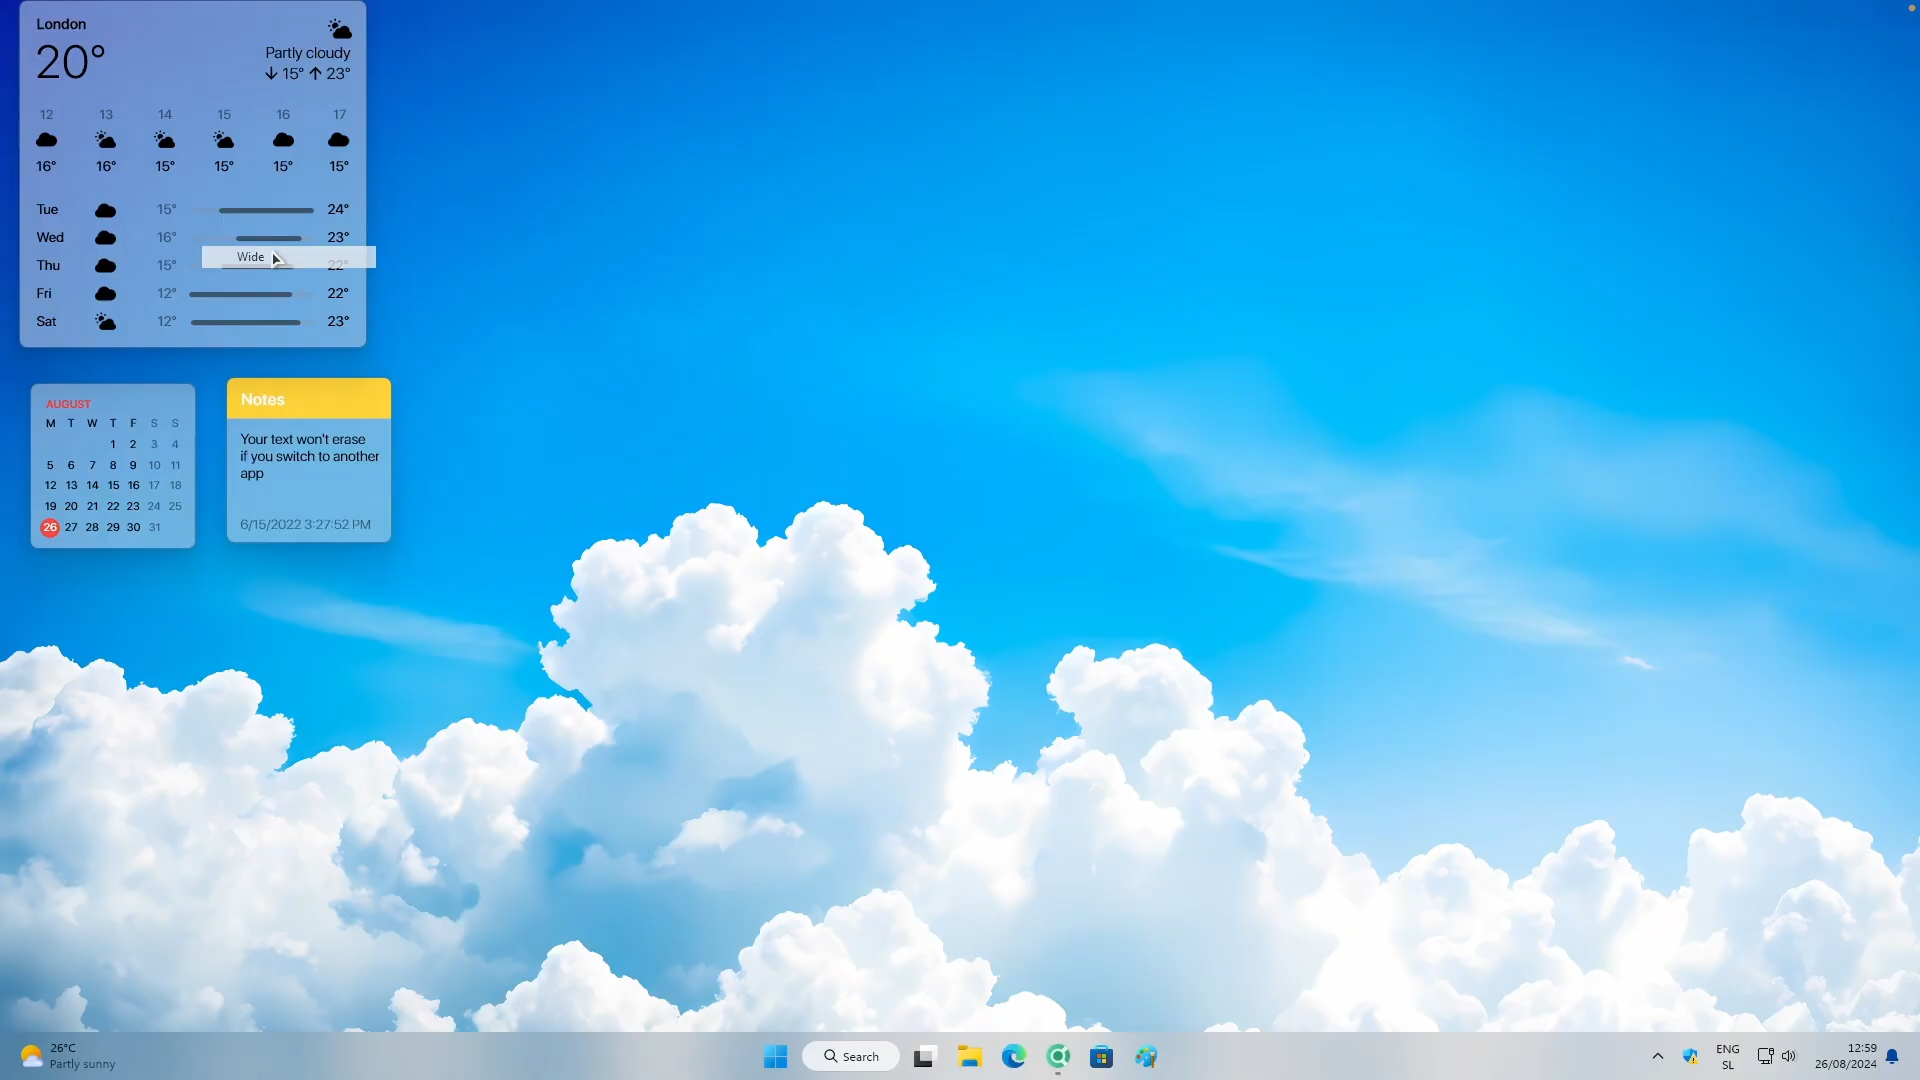 London
20°
Partly cloudy
↓ 15° ↑ 23°
12 13 14 15 16 17
16° 16° 15° 15° 15° 15°
Tue 15° 24°
Wed 16° 23°
Wide
Thu 15° 22°
Fri 12° 22°
Sat 12° 23°
AUGUST
M T W T F S S
1 2 3 4
5 6 7 8 9 10 11
12 13 14 15 16 17 18
19 20 21 22 23 24 25
26 27 28 29 30 31
Notes
Your text won't erase
if you switch to another
app
6/15/2022 3:27:52 PM
26°C
Partly sunny
Search
ENG
SL
12:59
26/08/2024